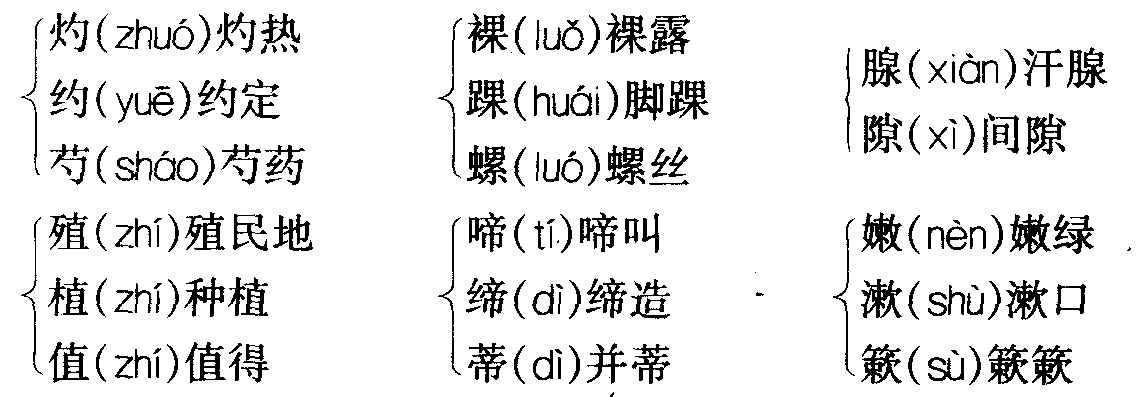 灼(zhuó)灼热
约(yuē)约定
芍(sháo)芍药
裸(luǒ)裸露
踝(huái)脚踝
螺(luó)螺丝
腺(xiàn)汗腺
隙(xì)间隙
殖(zhí)殖民地
植(zhí)种植
值(zhí)值得
啼(tí)啼叫
缔(dì)缔造
蒂(dì)并蒂
嫩(nèn)嫩绿
漱(shù)漱口
簌(sù)簌簌